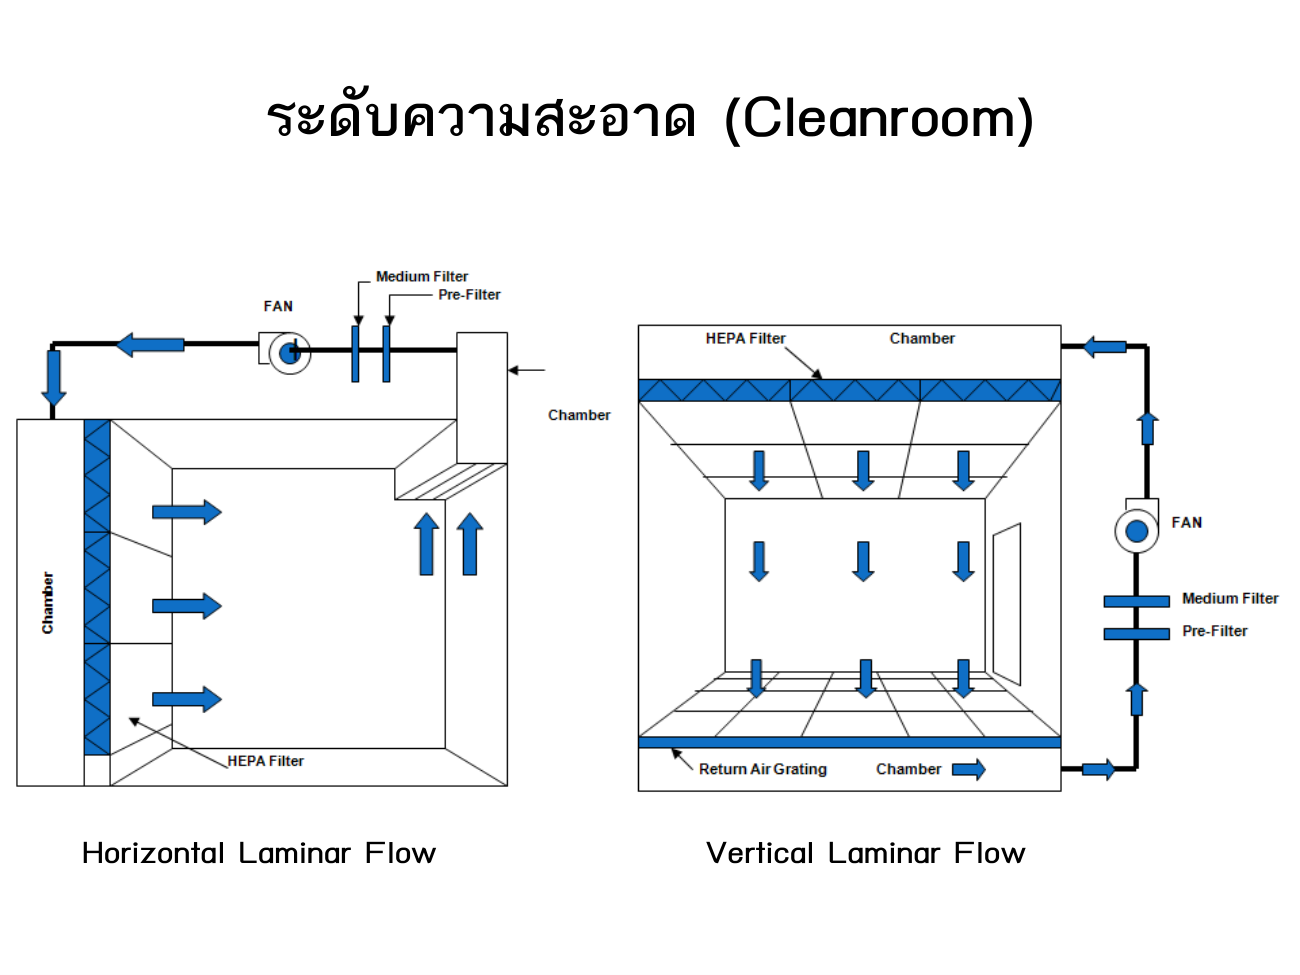 ระดับความสะอาด (Cleanroom)
Medium Filter
Pre-Filter
FAN
Chamber
Chamber
HEPA Filter
Horizontal Laminar Flow
HEPA Filter
Chamber
FAN
Medium Filter
Pre-Filter
Return Air Grating
Chamber
Vertical Laminar Flow